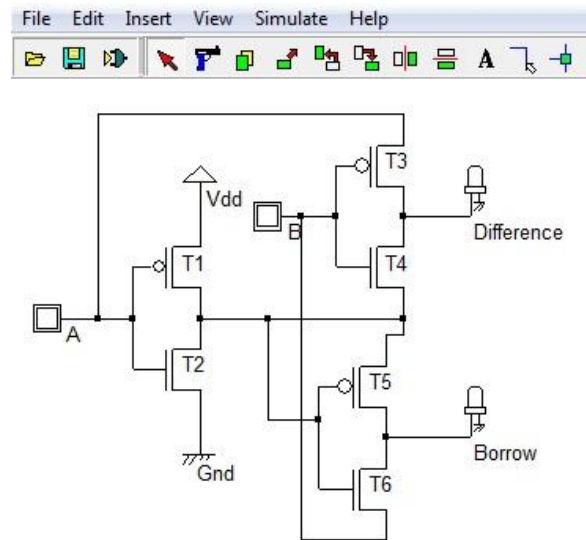 File Edit Insert View Simulate Help
A
T3
Vdd
B
Difference
T1
T4
A
T2
T5
Gnd
Borrow
T6